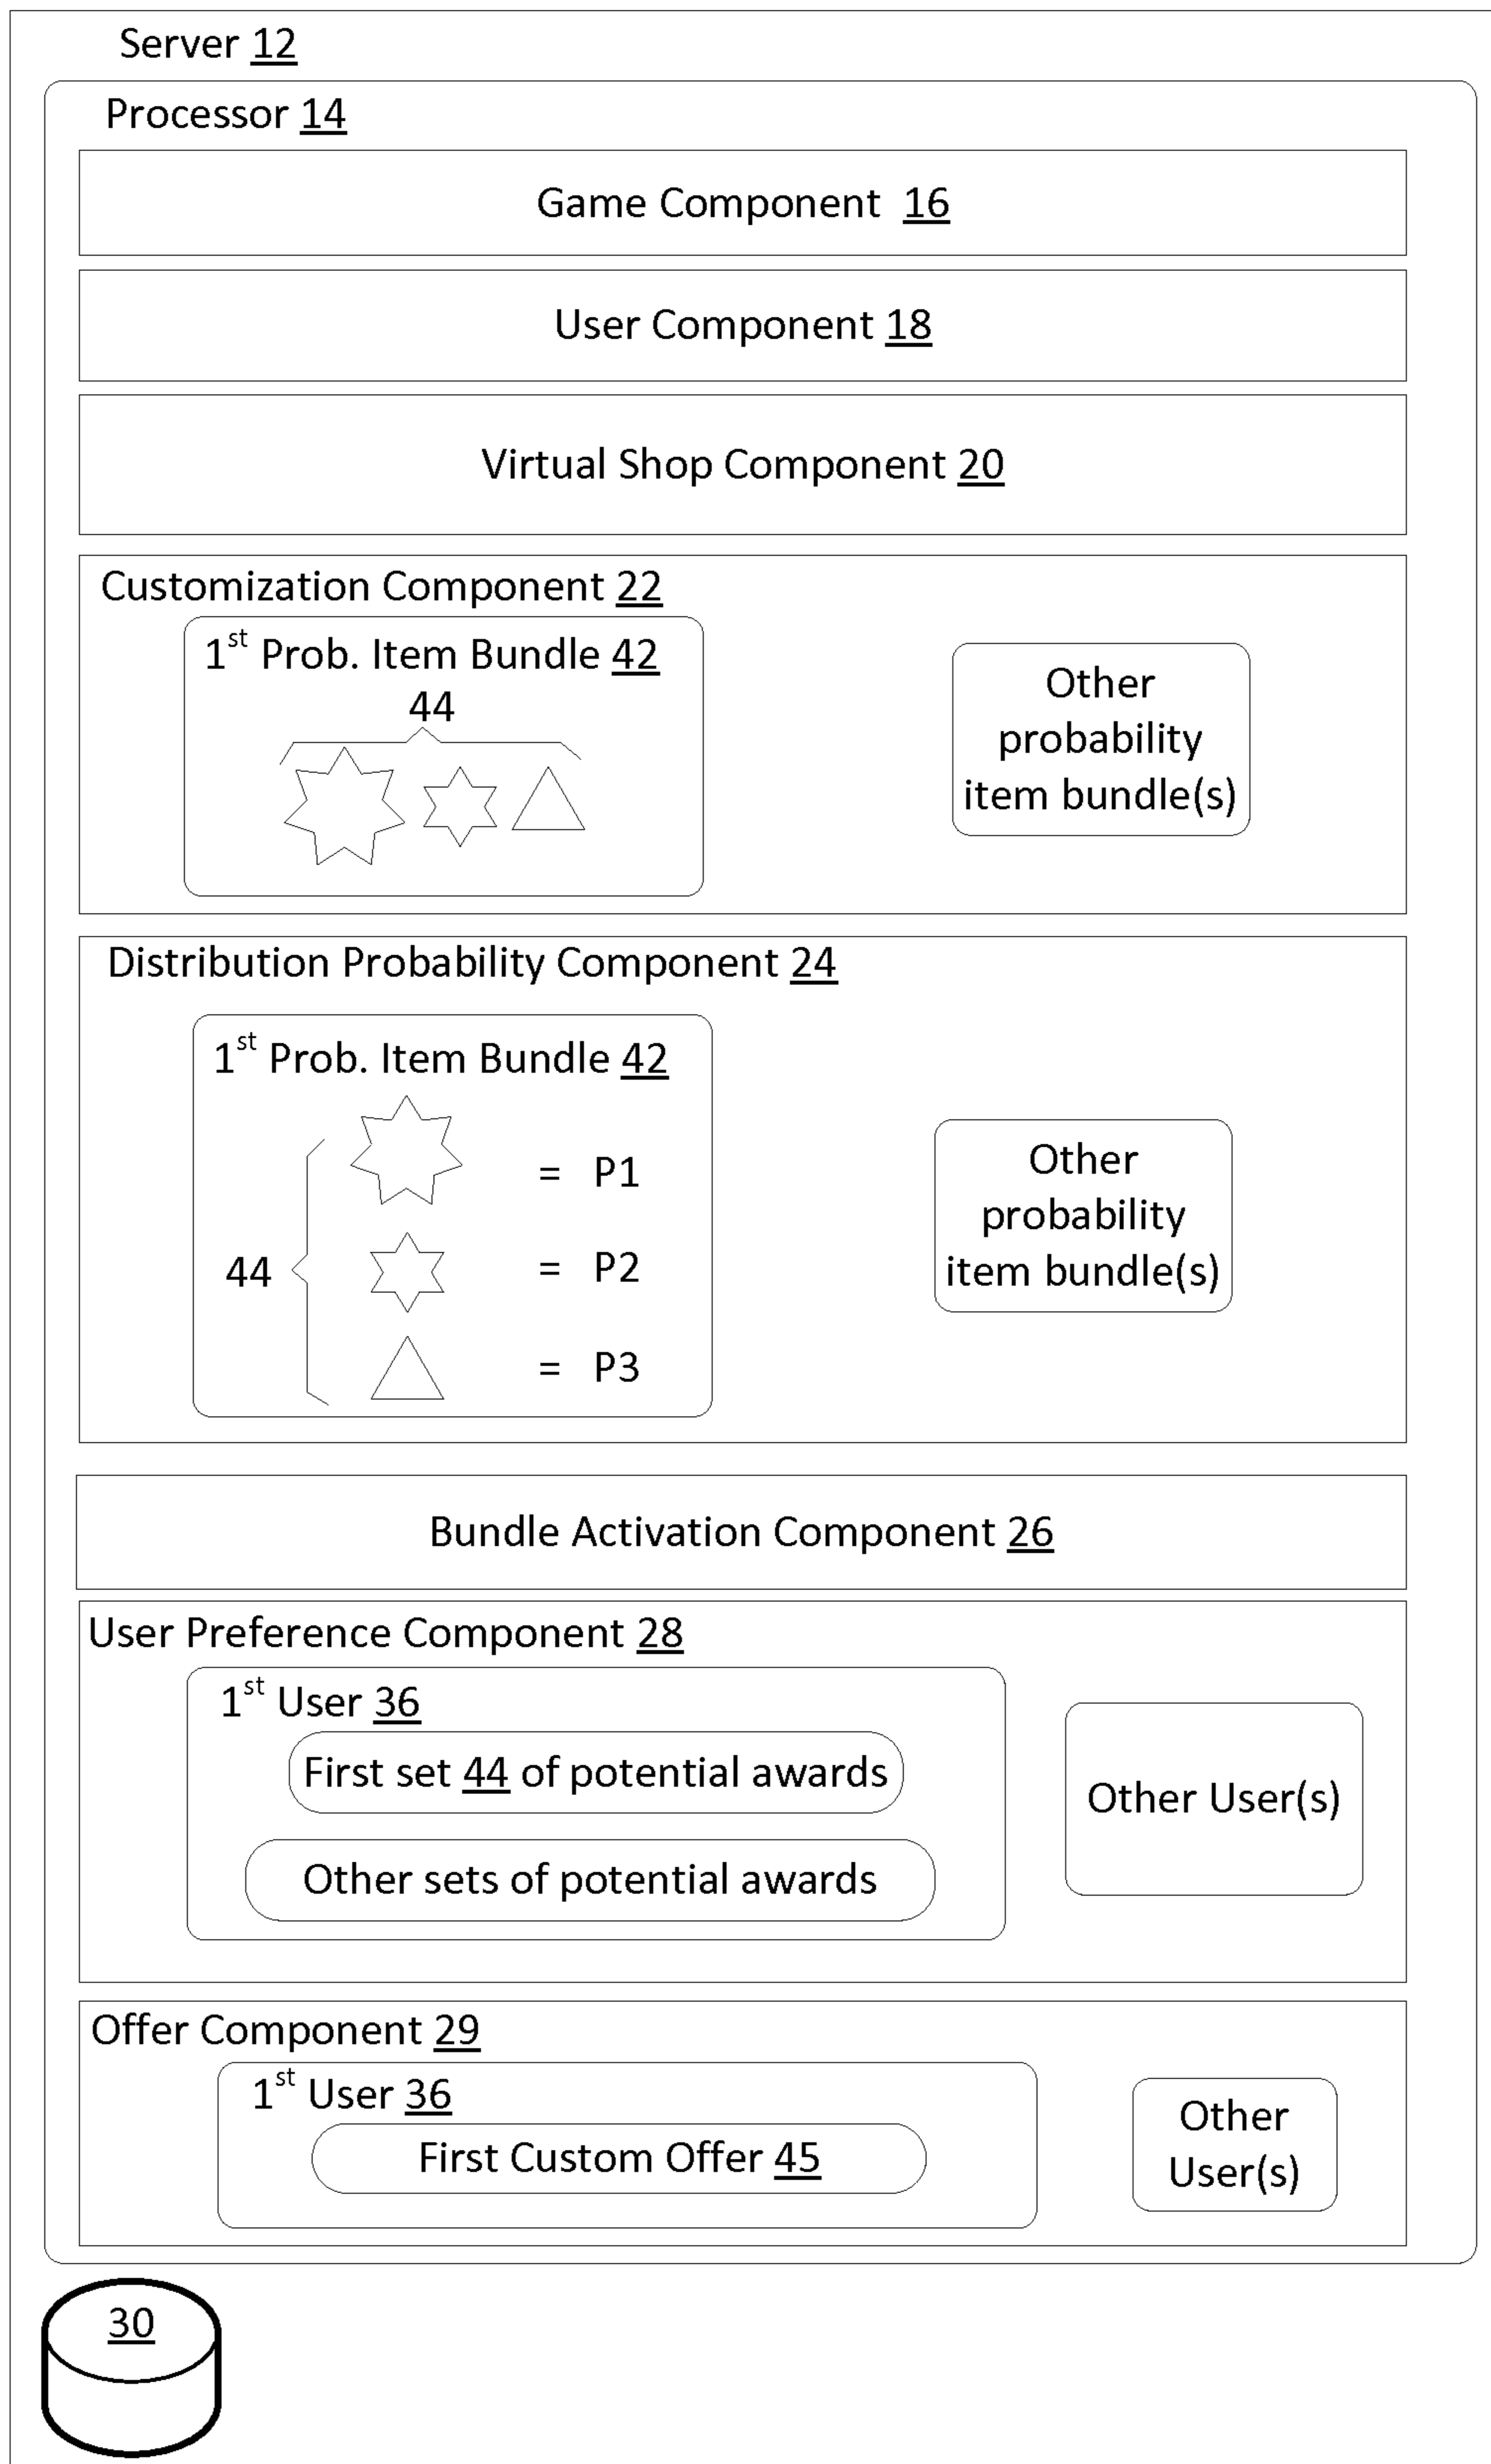 Server 12
Processor 14
Game Component 16
User Component 18
Virtual Shop Component 20
Customization Component 22
1st Prob. Item Bundle 42
44
Other
probability
item bundle(s)
Distribution Probability Component 24
1st Prob. Item Bundle 42
= P1
44
= P2
= P3
Other
probability
item bundle(s)
Bundle Activation Component 26
User Preference Component 28
1st User 36
First set 44 of potential awards
Other sets of potential awards
Other User(s)
Offer Component 29
1st User 36
First Custom Offer 45
Other
User(s)
30